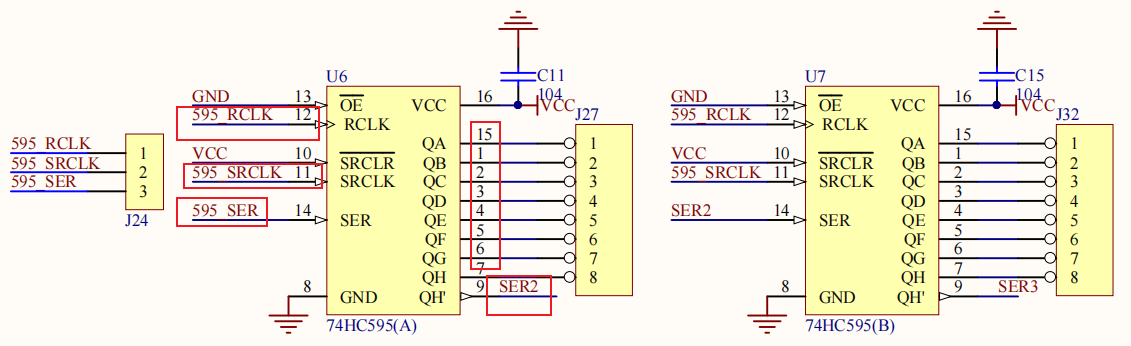 595_RCLK
595_SRCLK
595_SER
1
2
3
J24
U6
GND 13 OE
595_RCLK 12 RCLK
VCC 10 SRCLR
595_SRCLK 11 SRCLK
595_SER 14 SER
8 GND
VCC 16
VCC
C11
104
QA 15
QB 1
QC 2
QD 3
QE 4
QF 5
QG 6
QH 7
QH' 9 SER2
74HC595(A)
J27
1
2
3
4
5
6
7
8
U7
GND 13 OE
595_RCLK 12 RCLK
VCC 10 SRCLR
595_SRCLK 11 SRCLK
SER2 14 SER
8 GND
VCC 16
VCC
C15
104
QA 15
QB 1
QC 2
QD 3
QE 4
QF 5
QG 6
QH 7
QH' 9 SER3
74HC595(B)
J32
1
2
3
4
5
6
7
8